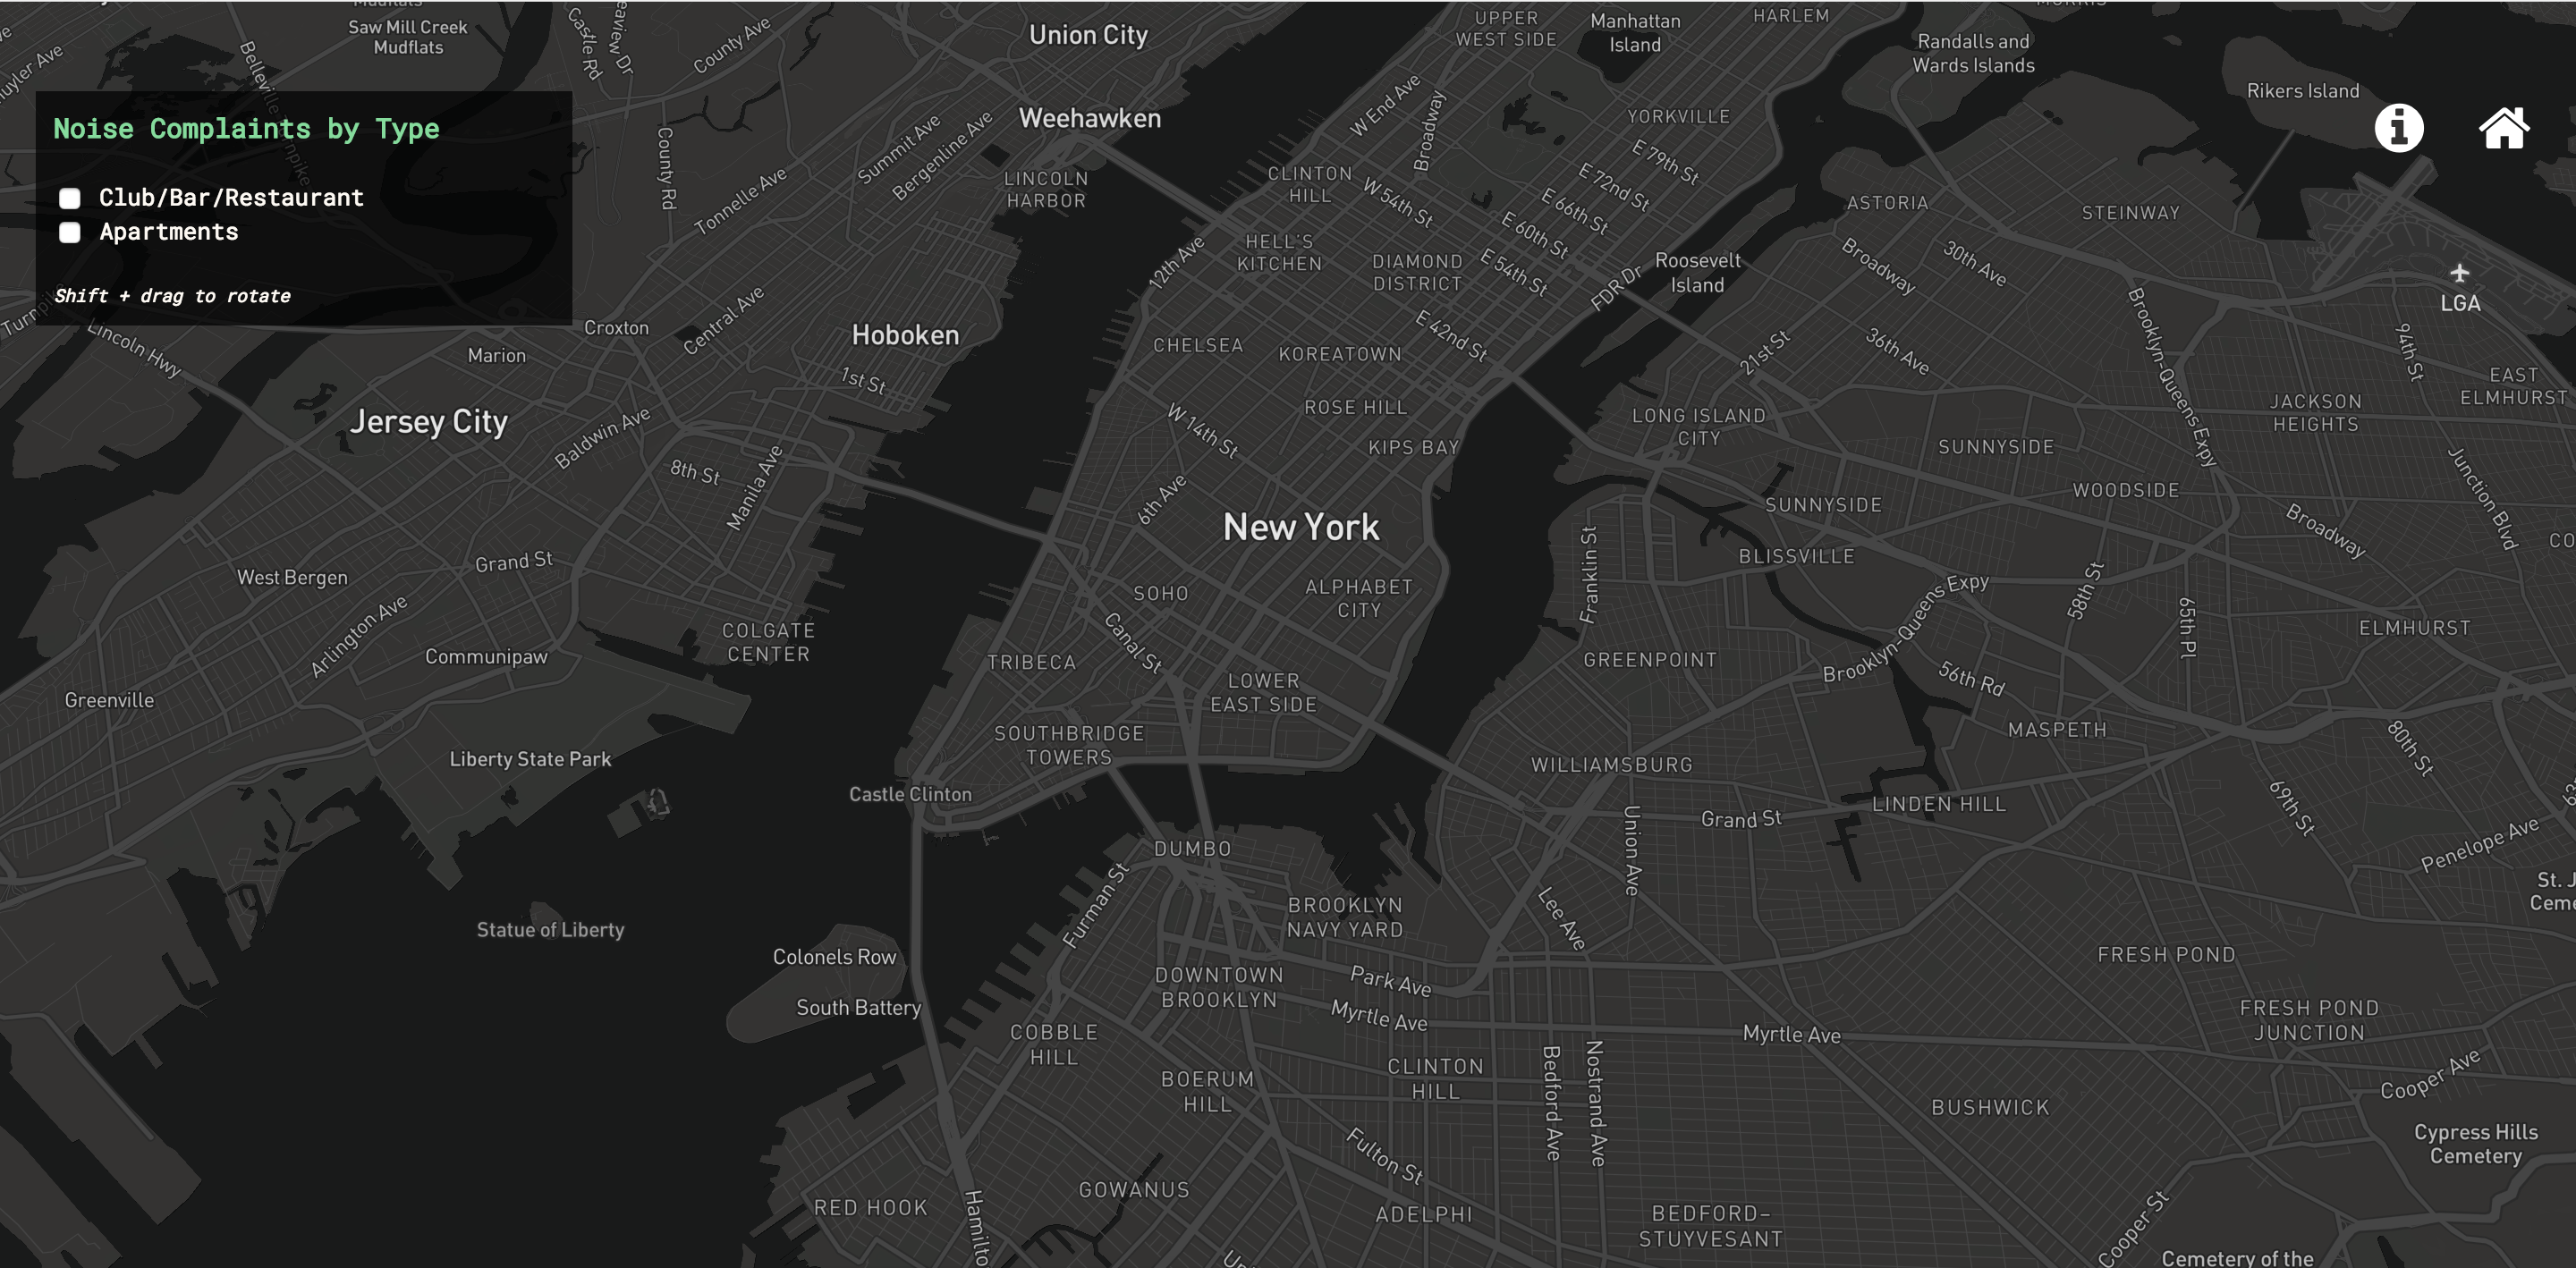 Noise Complaints by Type
Club/Bar/Restaurant
Apartments
Shift + drag to rotate
Saw Mill Creek
Mudflats
Castle Rd
County Ave
Union City
UPPER
WEST SIDE
Manhattan
Island
HARLEM
Randalls and
Wards Islands
Rikers Island
Weehawken
W End Ave
Broadway
YORKVILLE
County Rd
Summit Ave
Bergenline Ave
Tonnelle Ave
LINCOLN
HARBOR
CLINTON
HILL
W 54th St
E 79th St
E 72nd St
E 66th St
E 60th St
E 54th St
ASTORIA
STEINWAY
12th Ave
HELL'S
KITCHEN
DIAMOND
DISTRICT
FDR Dr
Roosevelt
Island
Broadway
30th Ave
LGA
Lincoln Hwy
Croxton
Central Ave
Marion
Hoboken
1st St
CHELSEA
KOREATOWN
E 42nd St
21st St
36th Ave
Brooklyn-Queens Expy
94th St
EAST
ELMHURST
Jersey City
Baldwin Ave
8th St
Manila Ave
W 14th St
6th Ave
ROSE HILL
KIPS BAY
LONG ISLAND
CITY
SUNNYSIDE
JACKSON
HEIGHTS
Junction Blvd
New York
SUNNYSIDE
WOODSIDE
Broadway
BLISSVILLE
Franklin St
West Bergen
Grand St
Arlington Ave
SOHO
ALPHABET
CITY
Canal St
Brooklyn-Queens Expy
58th St
65th Pl
ELMHURST
COLGATE
CENTER
Communipaw
TRIBECA
GREENPOINT
56th Rd
Greenville
LOWER
EAST SIDE
SOUTHBRIDGE
TOWERS
MASPETH
80th St
Liberty State Park
Castle Clinton
WILLIAMSBURG
Union Ave
Grand St
LINDEN HILL
69th St
Penelope Ave
DUMBO
Furman St
BROOKLYN
NAVY YARD
Lee Ave
Statue of Liberty
Colonels Row
South Battery
DOWNTOWN
BROOKLYN
Park Ave
Myrtle Ave
Myrtle Ave
FRESH POND
FRESH POND
JUNCTION
COBBLE
HILL
BOERUM
HILL
CLINTON
HILL
Bedford Ave
Nostrand Ave
BUSHWICK
Cooper Ave
Cypress Hills
Cemetery
Fulton St
RED HOOK
GOWANUS
ADELPHI
BEDFORD-
STUYVESANT
Cooper St
Cemetery of the